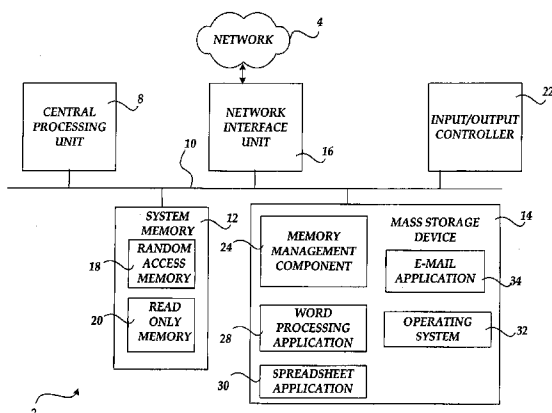 NETWORK
4
CENTRAL
PROCESSING
UNIT
8
NETWORK
INTERFACE
UNIT
16
INPUT/OUTPUT
CONTROLLER
22
10
SYSTEM
MEMORY
12
RANDOM
ACCESS
MEMORY
18
READ
ONLY
MEMORY
20
MASS STORAGE
DEVICE
14
MEMORY
MANAGEMENT
COMPONENT
24
E-MAIL
APPLICATION
34
WORD
PROCESSING
APPLICATION
28
OPERATING
SYSTEM
32
SPREADSHEET
APPLICATION
30